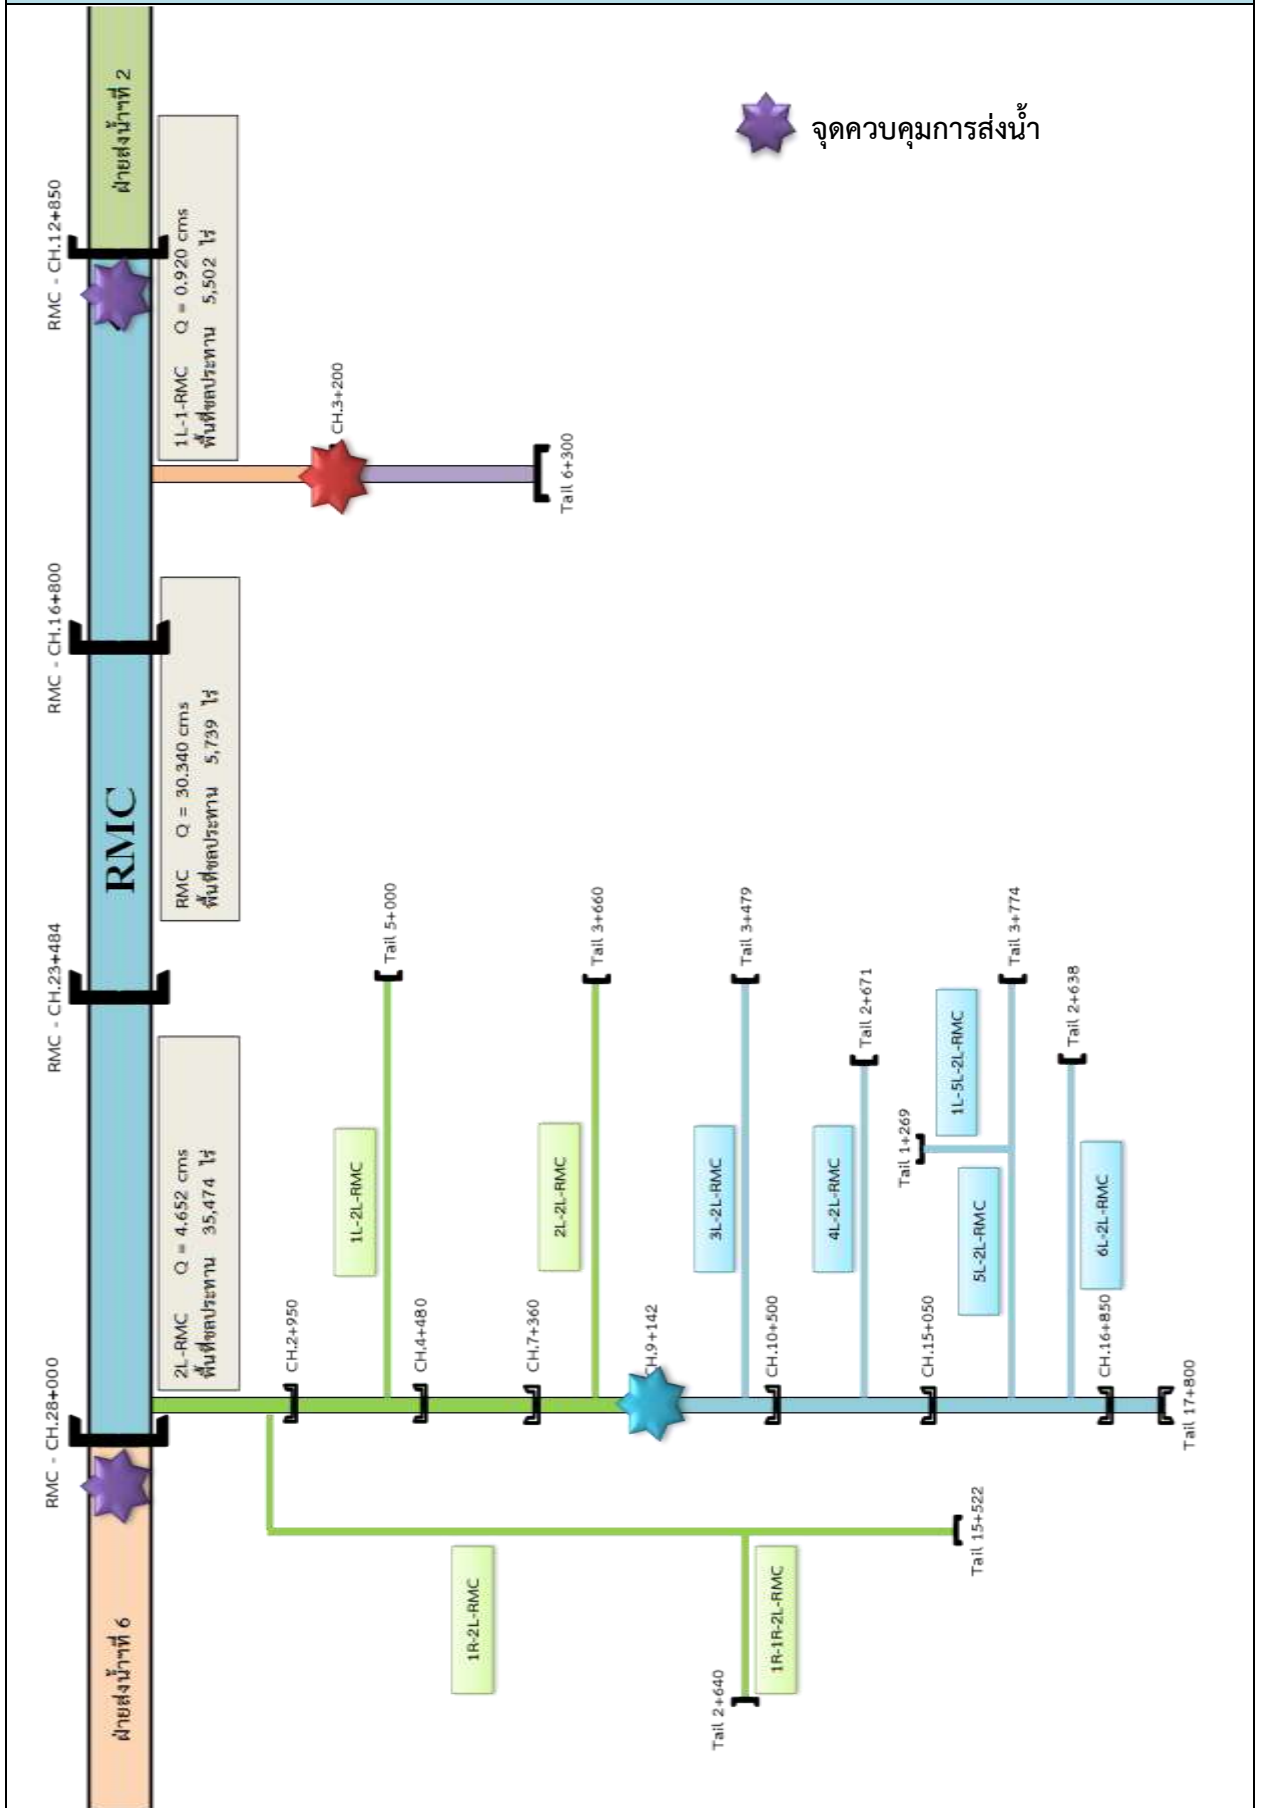 จุดควบคุมการส่งน้ำ
ฝ่ายส่งน้ำฯที่ 6
RMC
ฝ่ายส่งน้ำฯที่ 2
RMC - CH.28+000
RMC - CH.23+484
RMC - CH.16+800
RMC - CH.12+850
2L-RMC Q = 4.652 cms
พื้นที่ชลประทาน 35,474 ไร่
RMC Q = 30.340 cms
พื้นที่ชลประทาน 5,739 ไร่
1L-1-RMC Q = 0.920 cms
พื้นที่ชลประทาน 5,502 ไร่
CH.3+200
Tail 6+300
CH.2+950
1L-2L-RMC
Tail 5+000
CH.4+480
CH.7+360
2L-2L-RMC
Tail 3+660
CH.9+142
3L-2L-RMC
Tail 3+479
CH.10+500
4L-2L-RMC
Tail 2+671
CH.15+050
Tail 1+269
1L-5L-2L-RMC
5L-2L-RMC
Tail 3+774
6L-2L-RMC
Tail 2+638
CH.16+850
Tail 17+800
1R-2L-RMC
Tail 2+640
1R-1R-2L-RMC
Tail 15+522